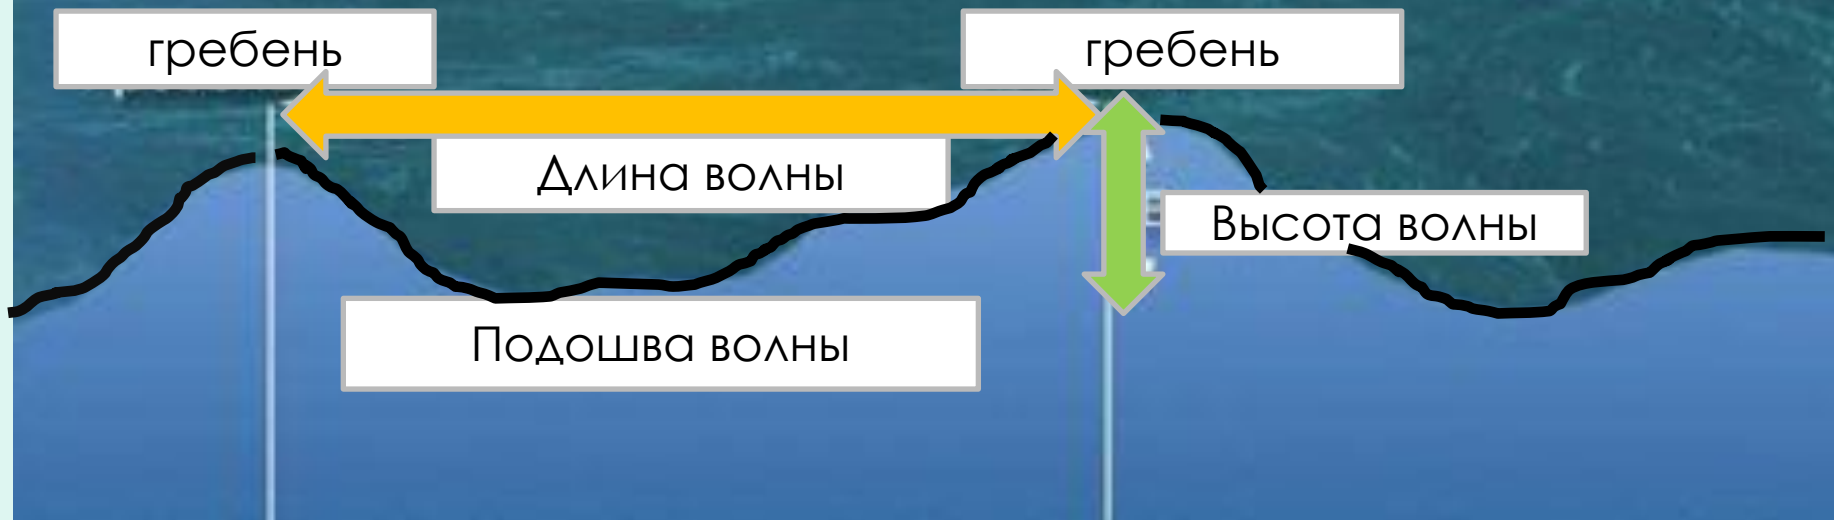 гребень
гребень
Длина волны
Высота волны
Подошва волны